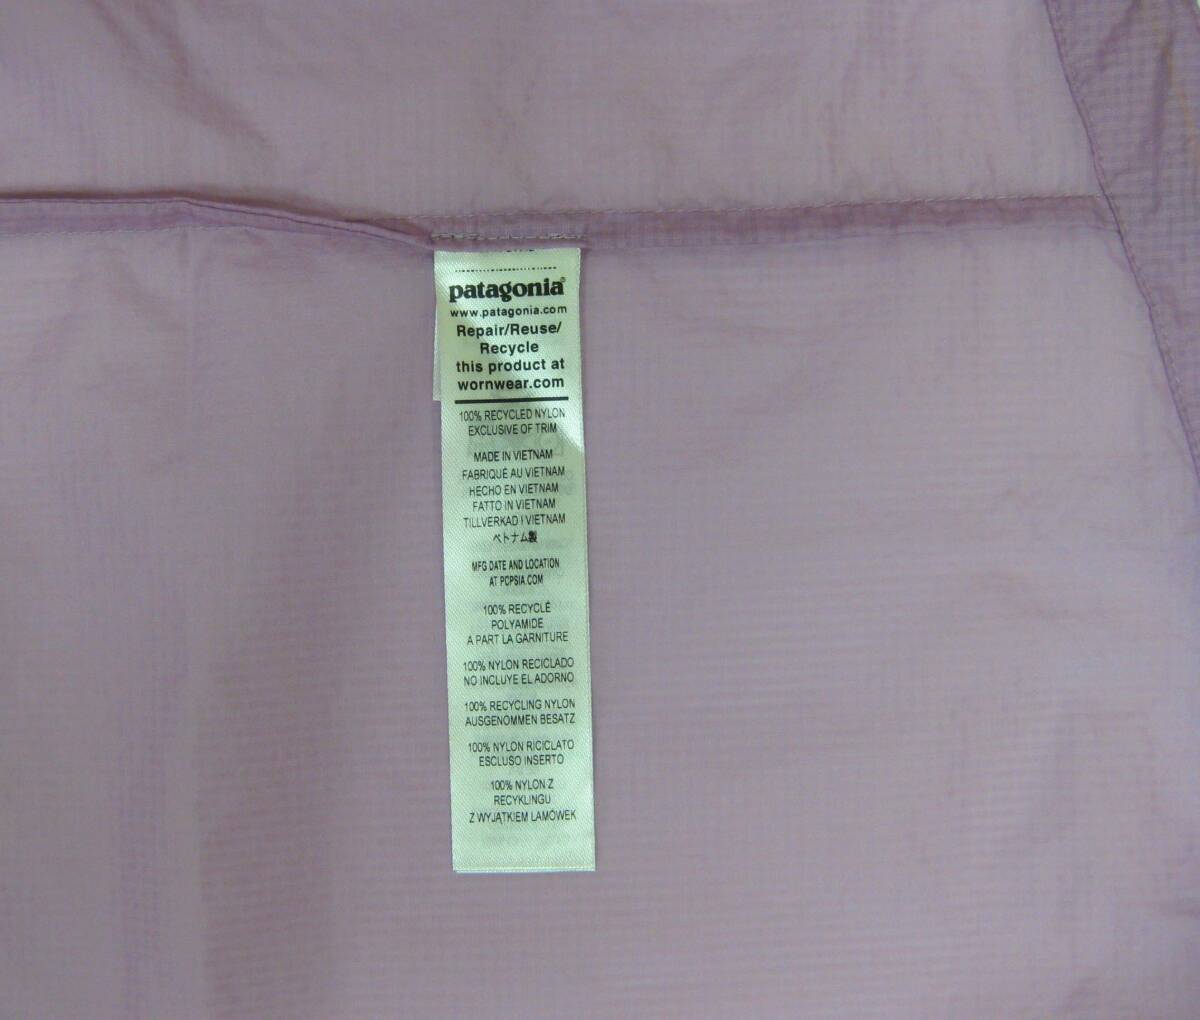 patagonia®
www.patagonia.com
Repair/Reuse/
Recycle
this product at
wornwear.com
100% RECYCLED NYLON
EXCLUSIVE OF TRIM
MADE IN VIETNAM
FABRIQUÉ AU VIETNAM
HECHO EN VIETNAM
FATTO IN VIETNAM
TILLVERKAD I VIETNAM
ベトナム製
MFG DATE AND LOCATION
AT PCPSIA.COM
100% RECYCLÉ
POLYAMIDE
A PART LA GARNITURE
100% NYLON RECICLADO
NO INCLUYE EL ADORNO
100% RECYCLING NYLON
AUSGENOMMEN BESATZ
100% NYLON RICICLATO
ESCLUSO INSERTO
100% NYLON Z
RECYKLINGU
Z WYJĄTKIEM LAMÓWEK